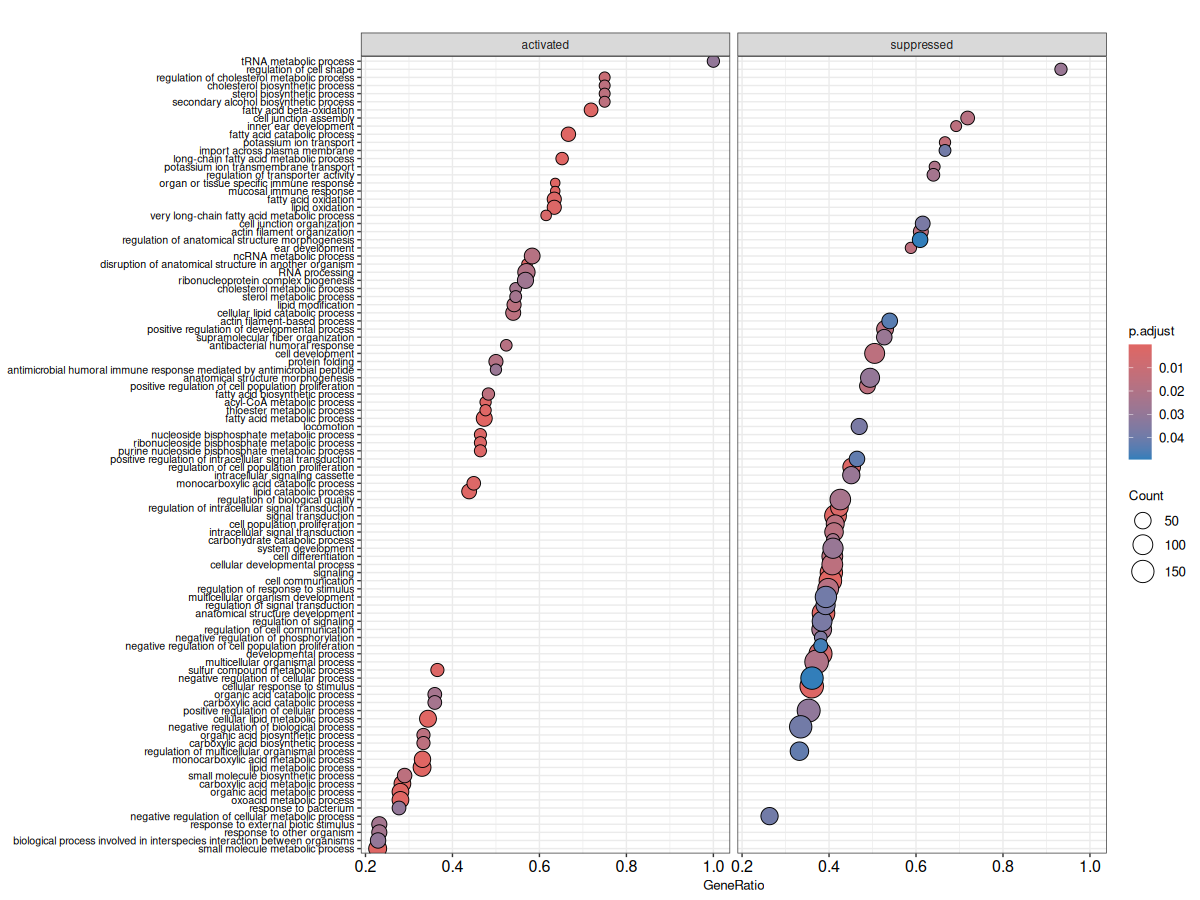 activated
suppressed
tRNA metabolic process
regulation of cell shape
regulation of cholesterol metabolic process
cholesterol biosynthetic process
sterol biosynthetic process
secondary alcohol biosynthetic process
fatty acid beta-oxidation
cell junction assembly
inner ear development
fatty acid catabolic process
potassium ion transport
import across plasma membrane
long-chain fatty acid metabolic process
potassium ion transmembrane transport
regulation of transporter activity
organ or tissue specific immune response
mucosal immune response
fatty acid oxidation
lipid oxidation
very long-chain fatty acid metabolic process
cell junction organization
actin filament organization
regulation of anatomical structure morphogenesis
ear development
ncRNA metabolic process
disruption of anatomical structure in another organism
RNA processing
ribonucleoprotein complex biogenesis
cholesterol metabolic process
sterol metabolic process
lipid modification
cellular lipid catabolic process
actin filament-based process
positive regulation of developmental process
supramolecular fiber organization
antibacterial humoral response
cell development
protein folding
antimicrobial humoral immune response mediated by antimicrobial peptide
anatomical structure morphogenesis
positive regulation of cell population proliferation
fatty acid biosynthetic process
acyl-CoA metabolic process
thioester metabolic process
fatty acid metabolic process
locomotion
nucleoside bisphosphate metabolic process
ribonucleoside bisphosphate metabolic process
purine nucleoside bisphosphate metabolic process
positive regulation of intracellular signal transduction
regulation of cell population proliferation
intracellular signaling cassette
monocarboxylic acid catabolic process
lipid catabolic process
regulation of biological quality
regulation of intracellular signal transduction
signal transduction
cell population proliferation
intracellular signal transduction
carbohydrate catabolic process
system development
cell differentiation
cellular developmental process
signaling
cell communication
regulation of response to stimulus
multicellular organism development
regulation of signal transduction
anatomical structure development
regulation of signaling
regulation of cell communication
negative regulation of phosphorylation
negative regulation of cell population proliferation
developmental process
multicellular organismal process
sulfur compound metabolic process
negative regulation of cellular process
cellular response to stimulus
organic acid catabolic process
carboxylic acid catabolic process
positive regulation of cellular process
cellular lipid metabolic process
negative regulation of biological process
organic acid biosynthetic process
carboxylic acid biosynthetic process
regulation of multicellular organismal process
monocarboxylic acid metabolic process
lipid metabolic process
small molecule biosynthetic process
carboxylic acid metabolic process
organic acid metabolic process
oxoacid metabolic process
response to bacterium
negative regulation of cellular metabolic process
response to external biotic stimulus
response to other organism
biological process involved in interspecies interaction between organisms
small molecule metabolic process
0.2 0.4 0.6 0.8 1.0 0.2 0.4 0.6 0.8 1.0
GeneRatio
p.adjust
0.01
0.02
0.03
0.04
Count
50
100
150